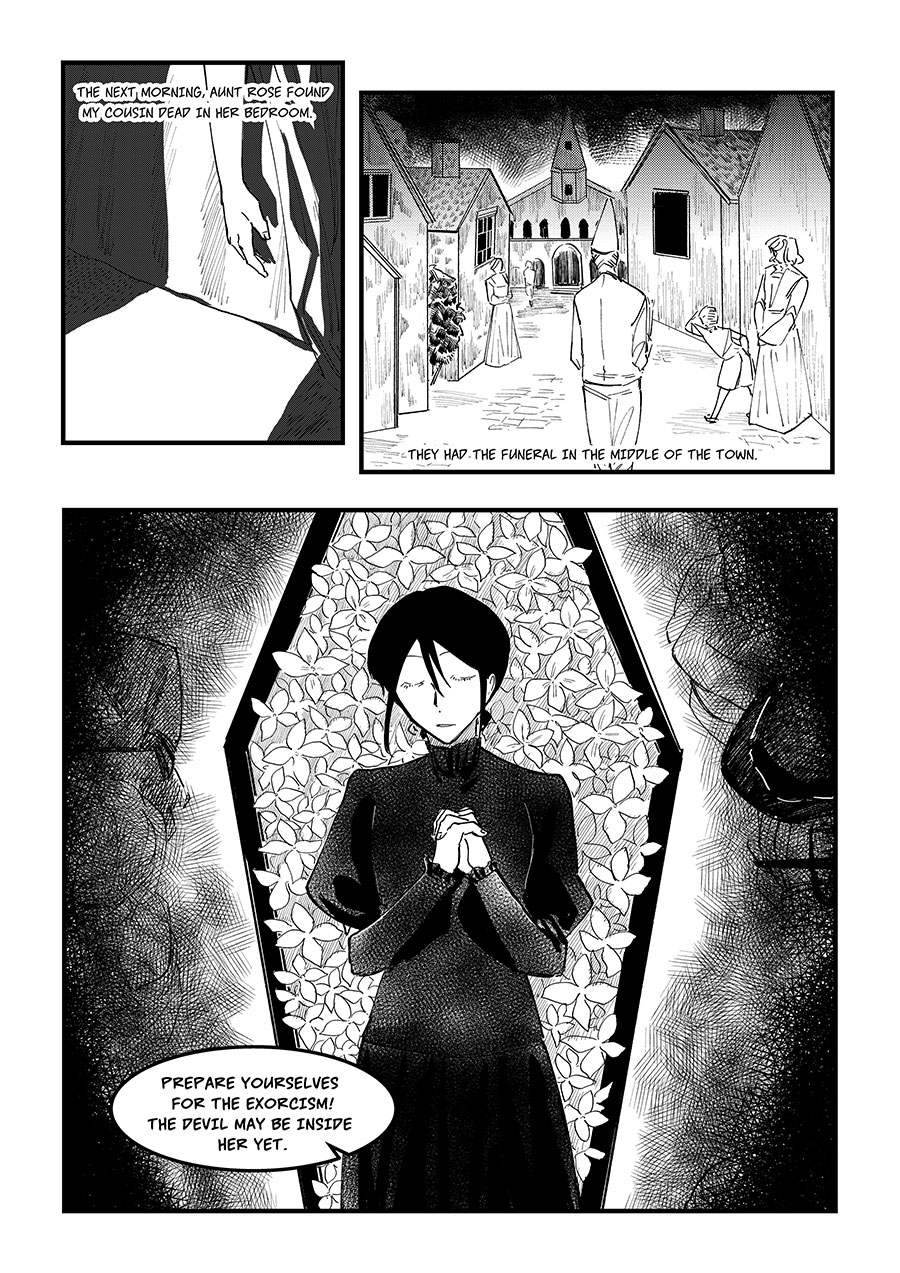 THE NEXT MORNING, AUNT ROSE FOUND
MY COUSIN DEAD IN HER BEDROOM.
THEY HAD THE FUNERAL IN THE MIDDLE OF THE TOWN.
PREPARE YOURSELVES
FOR THE EXORCISM!
THE DEVIL MAY BE INSIDE
HER YET.